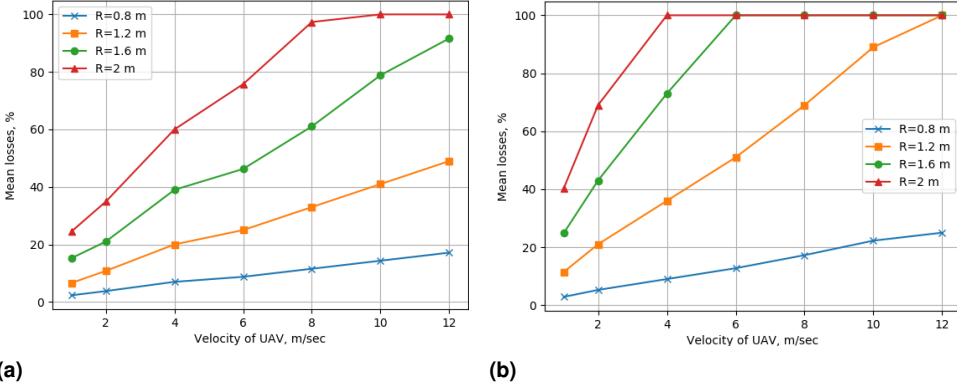 100
80
60
40
20
0
Mean losses, %
R=0.8 m
R=1.2 m
R=1.6 m
R=2 m
2 4 6 8 10 12
Velocity of UAV, m/sec
(a)
100
80
60
40
20
0
Mean losses, %
R=0.8 m
R=1.2 m
R=1.6 m
R=2 m
2 4 6 8 10 12
Velocity of UAV, m/sec
(b)